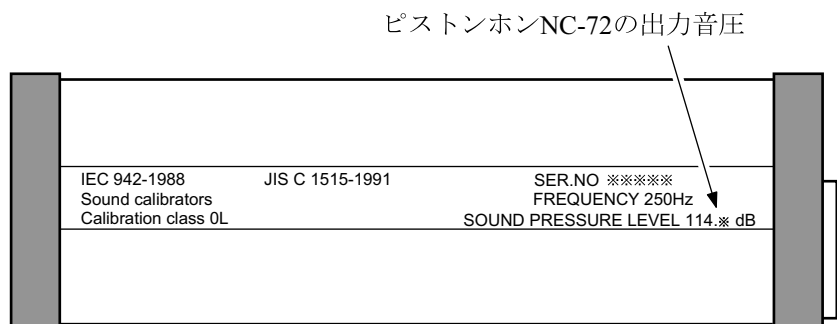 ピストンホンNC-72の出力音圧
IEC 942-1988 JIS C 1515-1991 SER.NO ※※※※※
Sound calibrators FREQUENCY 250Hz
Calibration class 0L SOUND PRESSURE LEVEL 114.※ dB